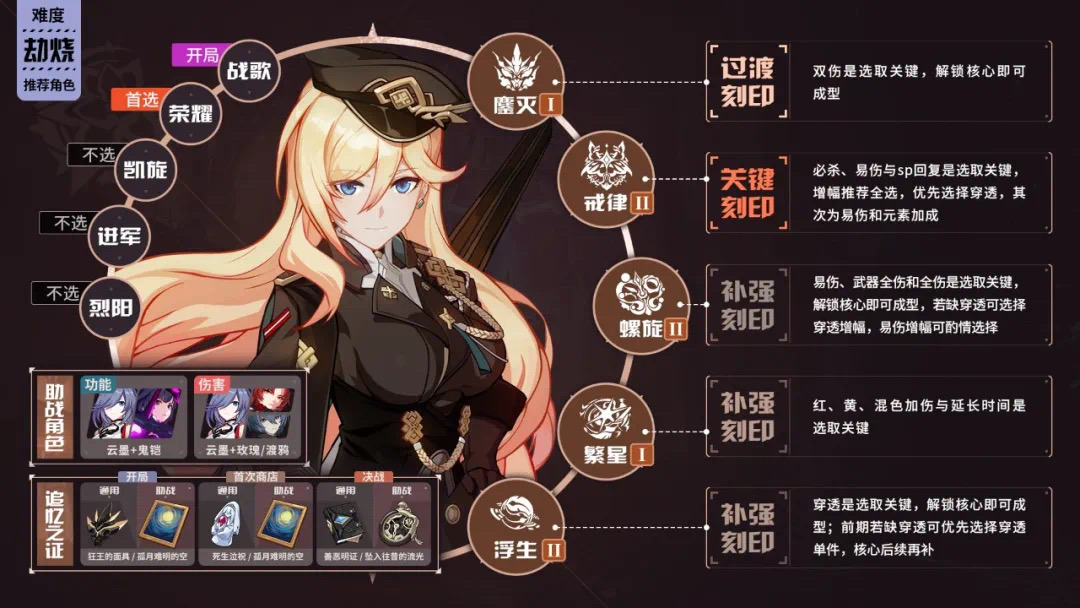 难度
劫烧
推荐角色
开局
战歌
首选
荣耀
不选
凯旋
不选
进军
不选
烈阳
鏖灭 I
过渡
刻印
双伤是选取关键，解锁核心即可
成型
戒律 II
关键
刻印
必杀、易伤与sp回复是选取关键，
增幅推荐全选，优先选择穿透，其
次为易伤和元素加成
螺旋 II
补强
刻印
易伤、武器全伤和全伤是选取关键，
解锁核心即可成型，若缺穿透可选择
穿透增幅，易伤增幅可酌情选择
繁星 I
补强
刻印
红、黄、混色加伤与延长时间是
选取关键
浮生 II
补强
刻印
穿透是选取关键，解锁核心即可成
型；前期若缺穿透可优先选择穿透
单件，核心后续再补
助战角色
功能
云墨+鬼铠
伤害
云墨+玫瑰/渡鸦
追忆之证
开局
通用 助战
狂王的面具 / 孤月难明的空
首次商店
通用 助战
死生泣祝 / 孤月难明的空
决战
通用 助战
善恶明证 / 坠入往昔的流光